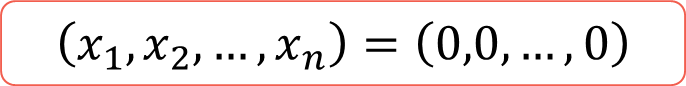 (x₁, x₂, … , xₙ) = (0,0, … , 0)